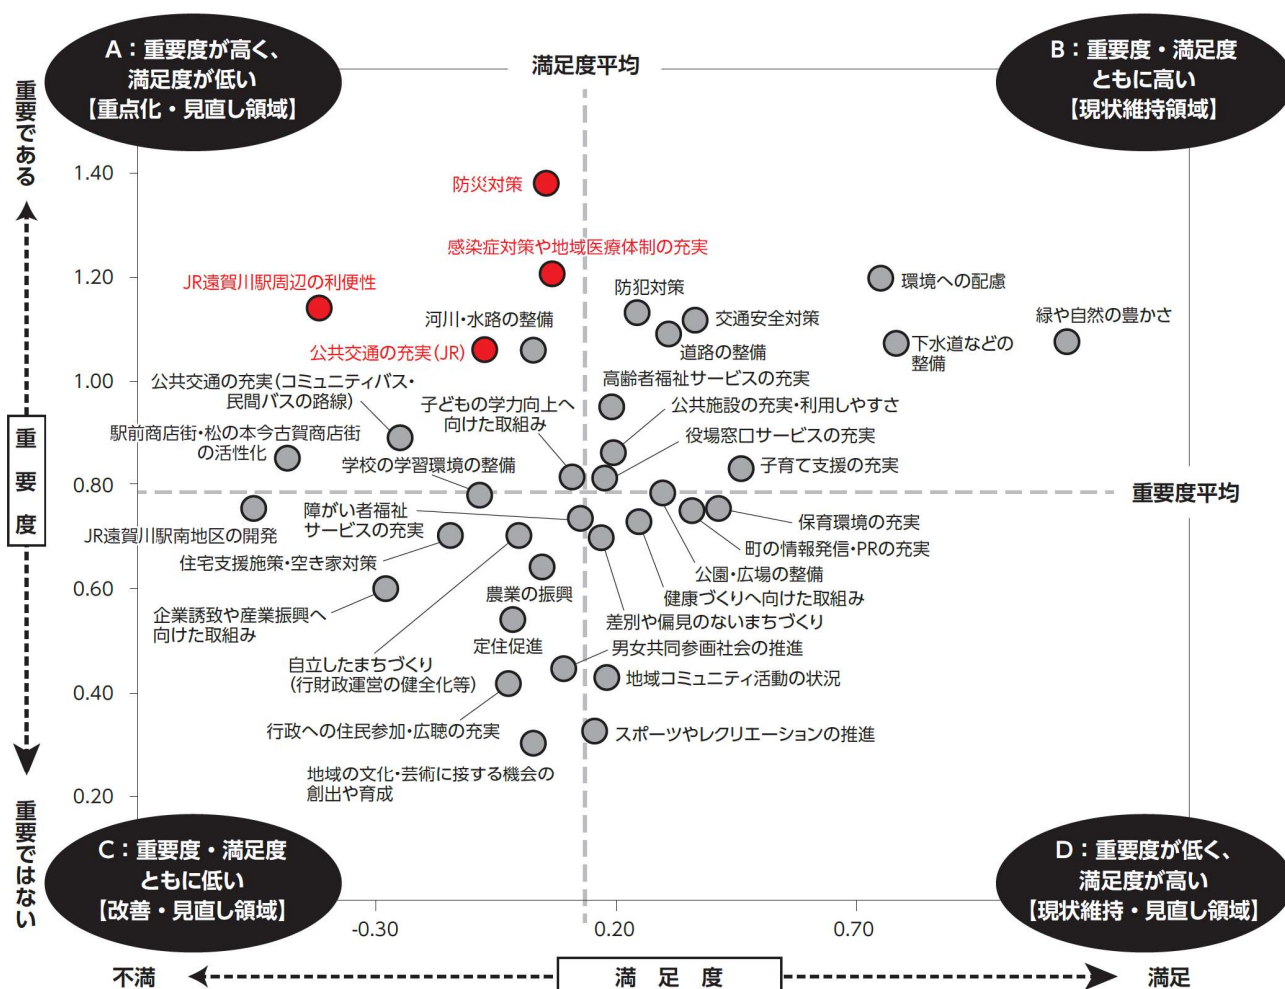 A：重要度が高く、
満足度が低い
【重点化・見直し領域】
満足度平均
B：重要度・満足度
ともに高い
【現状維持領域】
重要である
1.40
防災対策
感染症対策や地域医療体制の充実
JR遠賀川駅周辺の利便性
1.20
防犯対策
環境への配慮
河川・水路の整備
交通安全対策
緑や自然の豊かさ
公共交通の充実（JR）
道路の整備
下水道などの
整備
1.00
公共交通の充実（コミュニティバス・
民間バスの路線）
高齢者福祉サービスの充実
子どもの学力向上へ
向けた取組み
公共施設の充実・利用しやすさ
駅前商店街・松の本今古賀商店街
の活性化
役場窓口サービスの充実
学校の学習環境の整備
子育て支援の充実
0.80
重要度平均
重要度
障がい者福祉
サービスの充実
保育環境の充実
JR遠賀川駅南地区の開発
町の情報発信・PRの充実
住宅支援施策・空き家対策
公園・広場の整備
0.60
農業の振興
健康づくりへ向けた取組み
企業誘致や産業振興へ
向けた取組み
差別や偏見のないまちづくり
定住促進
男女共同参画社会の推進
自立したまちづくり
（行財政運営の健全化等）
地域コミュニティ活動の状況
0.40
行政への住民参加・広聴の充実
スポーツやレクリエーションの推進
地域の文化・芸術に接する機会の
創出や育成
0.20
重要ではない
C：重要度・満足度
ともに低い
【改善・見直し領域】
D：重要度が低く、
満足度が高い
【現状維持・見直し領域】
-0.30
0.20
0.70
不満
満足度
満足